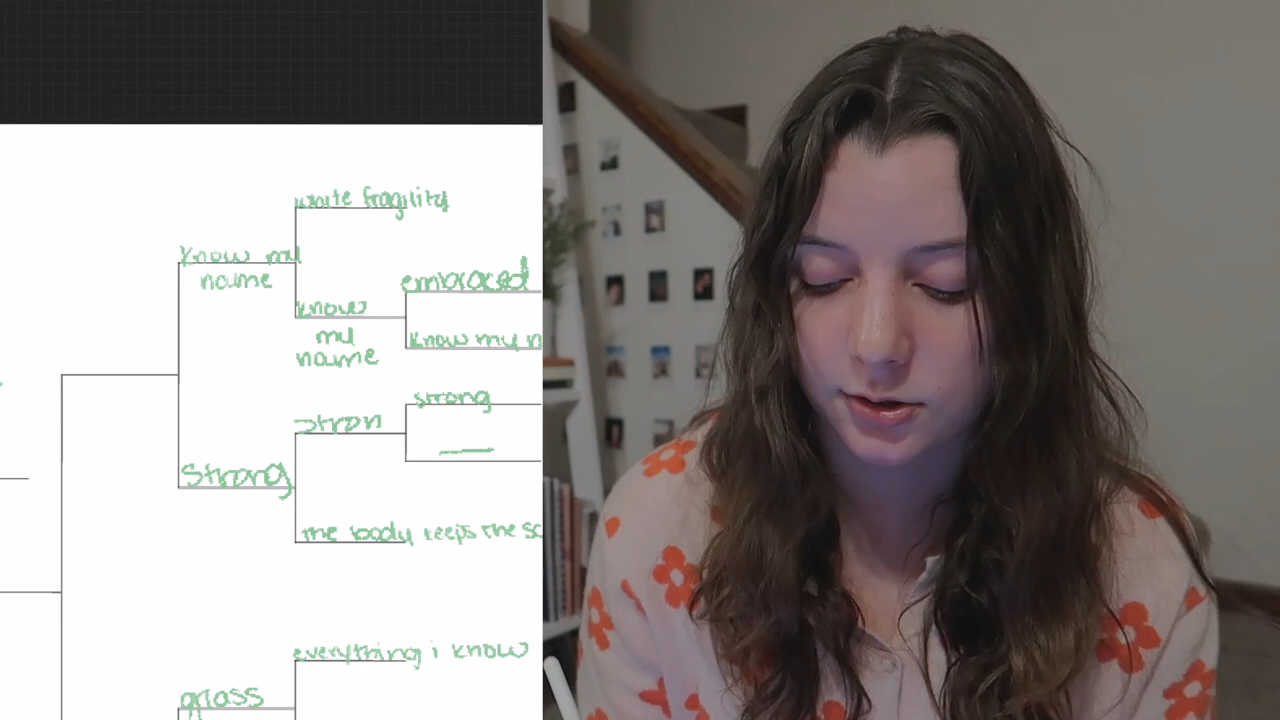 white fragility
know my
name
embraced
know
my
name
know my n
strong
stron
strong
the body keeps the sc
everything i know
glass